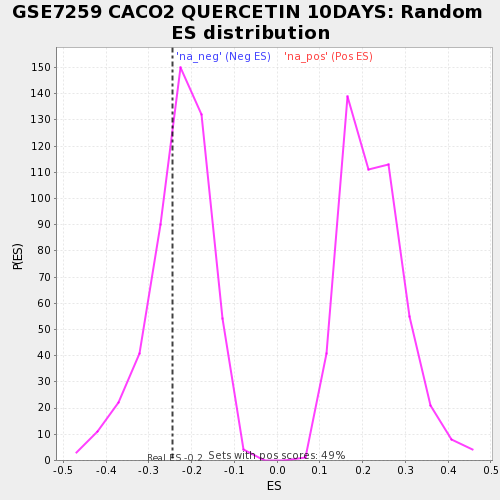 GSE7259 CACO2 QUERCETIN 10DAYS: Random
ES distribution
'na_neg' (Neg ES) 'na_pos' (Pos ES)
150
140
130
120
110
100
90
80
70
60
50
40
30
20
10
0
P(ES)
Real ES -0.2 Sets with pos scores: 49%
-0.5 -0.4 -0.3 -0.2 -0.1 0.0 0.1 0.2 0.3 0.4 0.5
ES